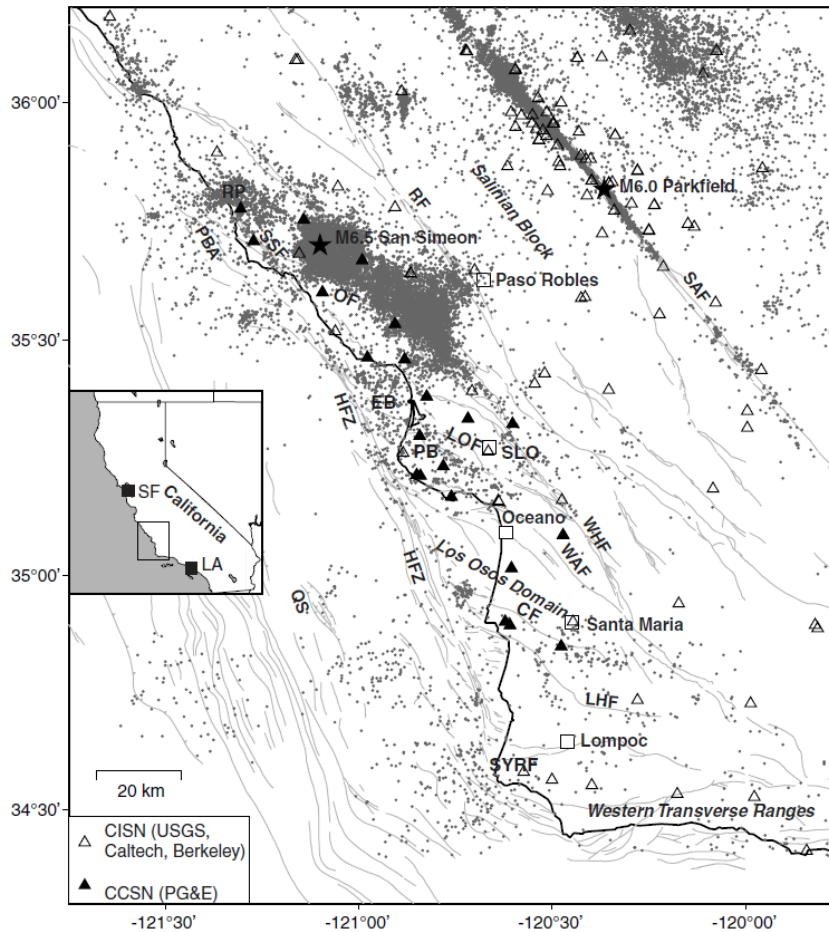 36°00'
35°30'
35°00'
34°30'
-121°30'
-121°00'
-120°30'
-120°00'
RP
SSF
PBA
M6.5 San Simeon
OF
RF
Salinian Block
M6.0 Parkfield
Paso Robles
SAF
HFZ
EB
LOF
PB
SLO
Oceano
WHF
WAF
Los Osos Domain
HFZ
QS
CF
Santa Maria
LHF
Lompoc
SYRF
Western Transverse Ranges
SF
California
LA
20 km
CISN (USGS,
Caltech, Berkeley)
CCSN (PG&E)